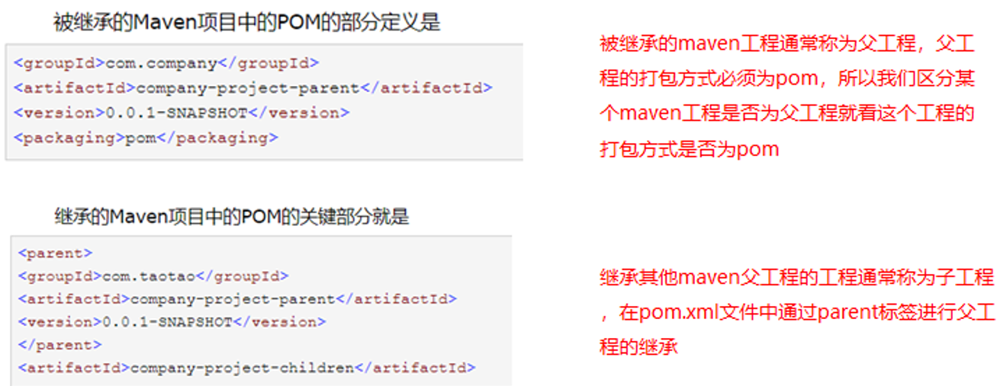 被继承的Maven项目中的POM的部分定义是
<groupId>com.company</groupId>
<artifactId>company-project-parent</artifactId>
<version>0.0.1-SNAPSHOT</version>
<packaging>pom</packaging>
被继承的maven工程通常称为父工程，父工
程的打包方式必须为pom，所以我们区分某
个maven工程是否为父工程就看这个工程的
打包方式是否为pom
继承的Maven项目中的POM的关键部分就是
<parent>
<groupId>com.taotao</groupId>
<artifactId>company-project-parent</artifactId>
<version>0.0.1-SNAPSHOT</version>
</parent>
<artifactId>company-project-children</artifactId>
继承其他maven父工程的工程通常称为子工程
，在pom.xml文件中通过parent标签进行父工
程的继承